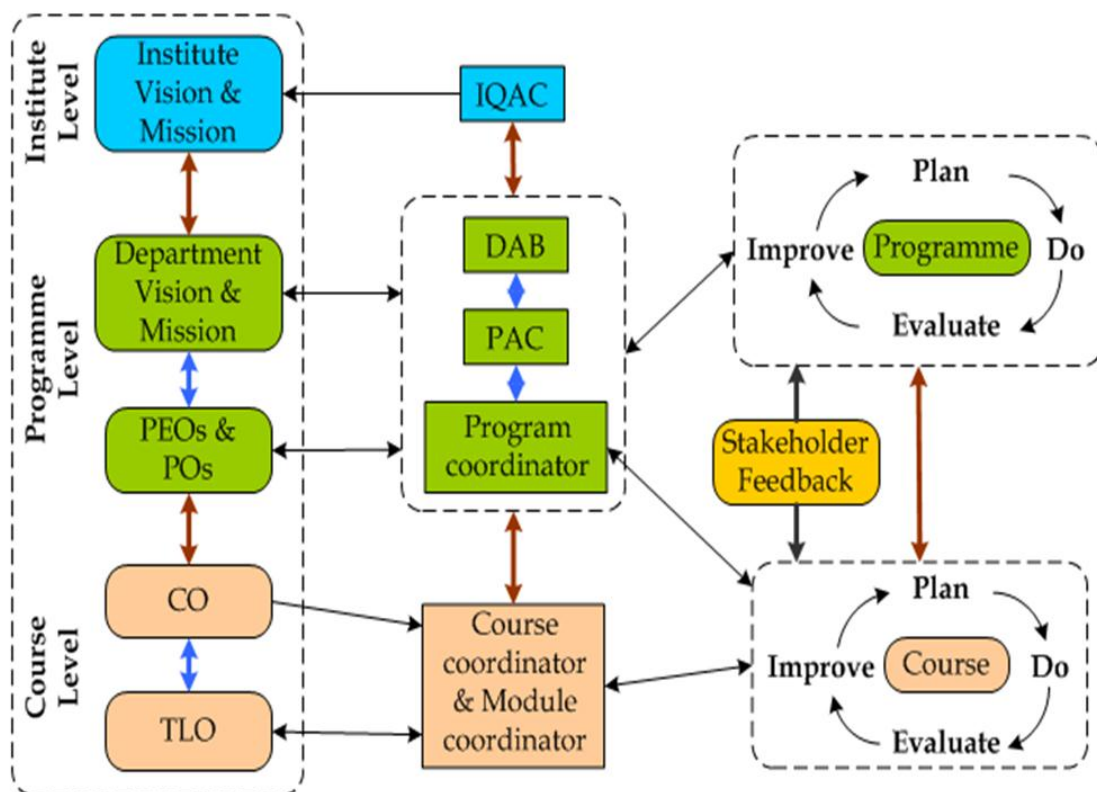 Institute
Level
Institute
Vision &
Mission
IQAC
Programme
Level
Department
Vision &
Mission
DAB
PAC
Program
coordinator
PEOs &
POs
Plan
Improve
Programme
Do
Evaluate
Stakeholder
Feedback
Course
Level
CO
TLO
Course
coordinator
& Module
coordinator
Plan
Improve
Course
Do
Evaluate